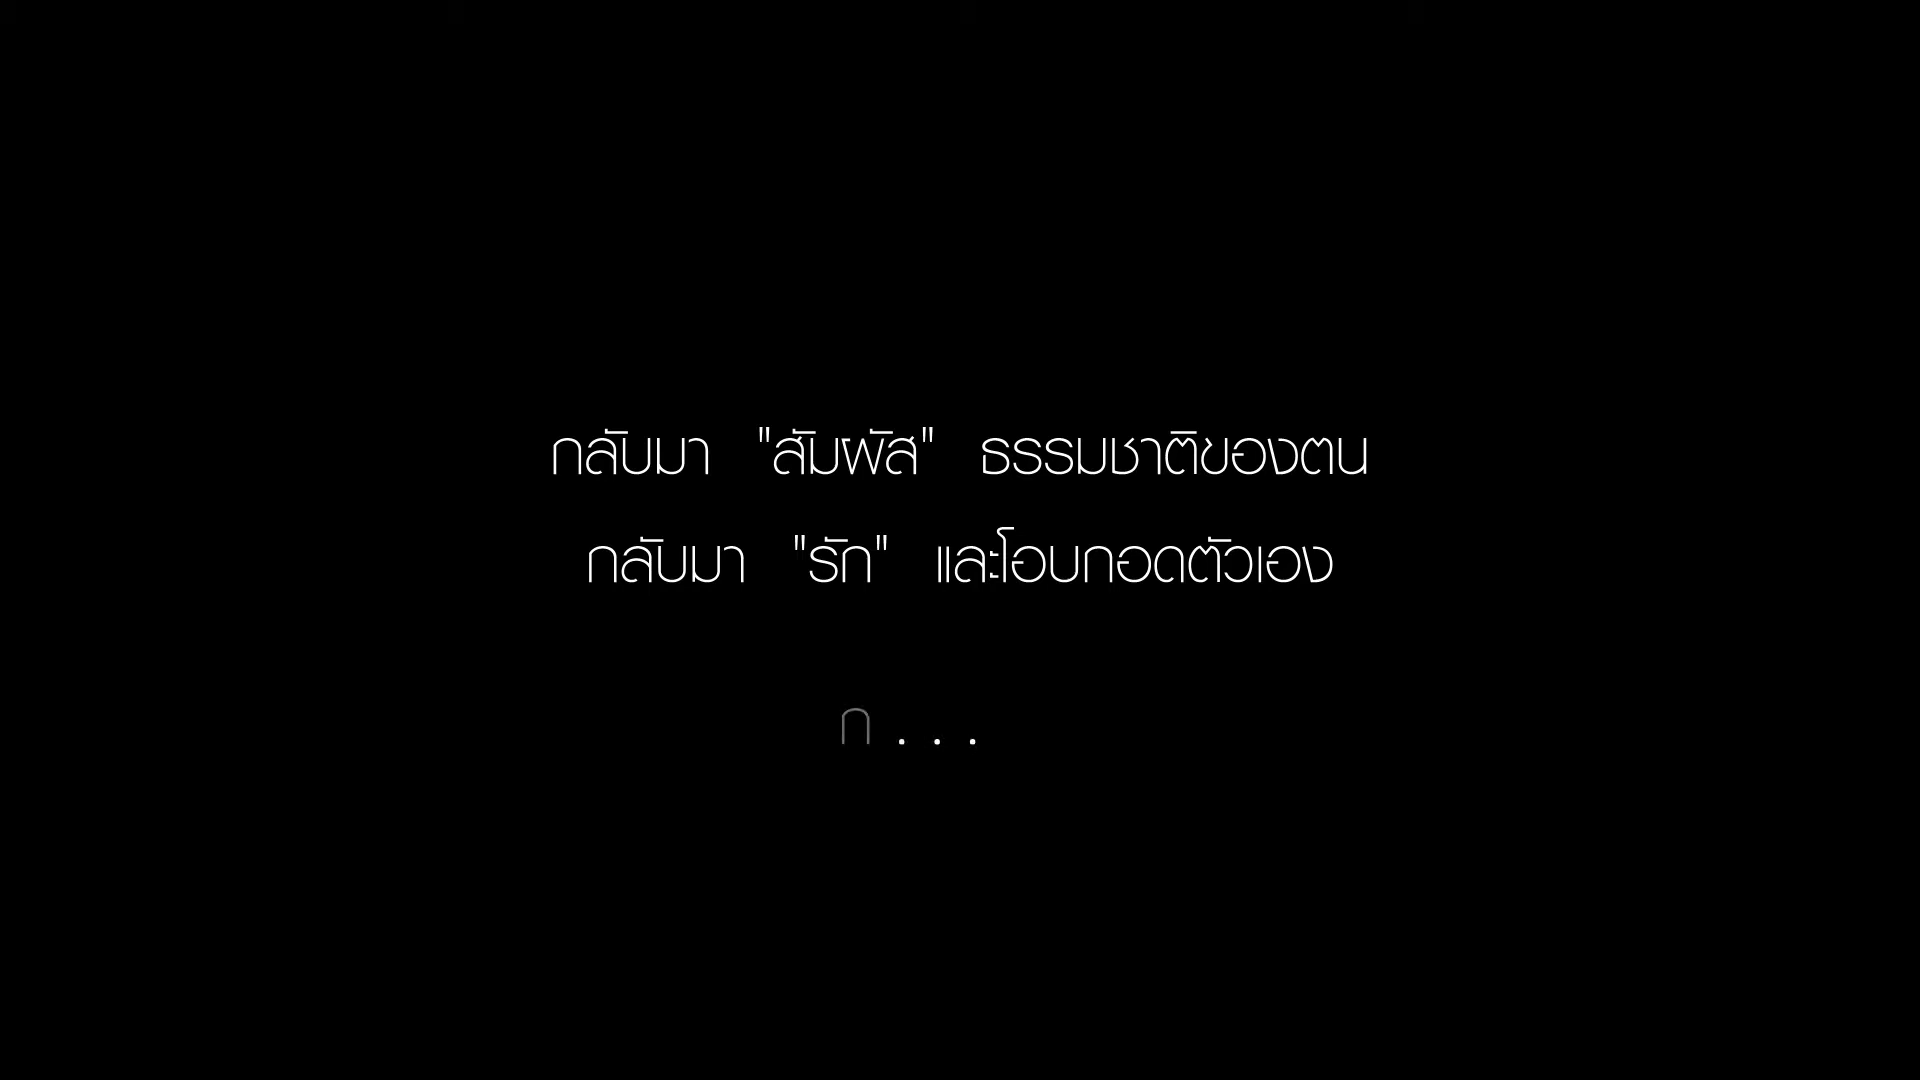 กลับมา "สัมผัส" ธรรมชาติของตน
กลับมา "รัก" และโอบกอดตัวเอง
ก . . .